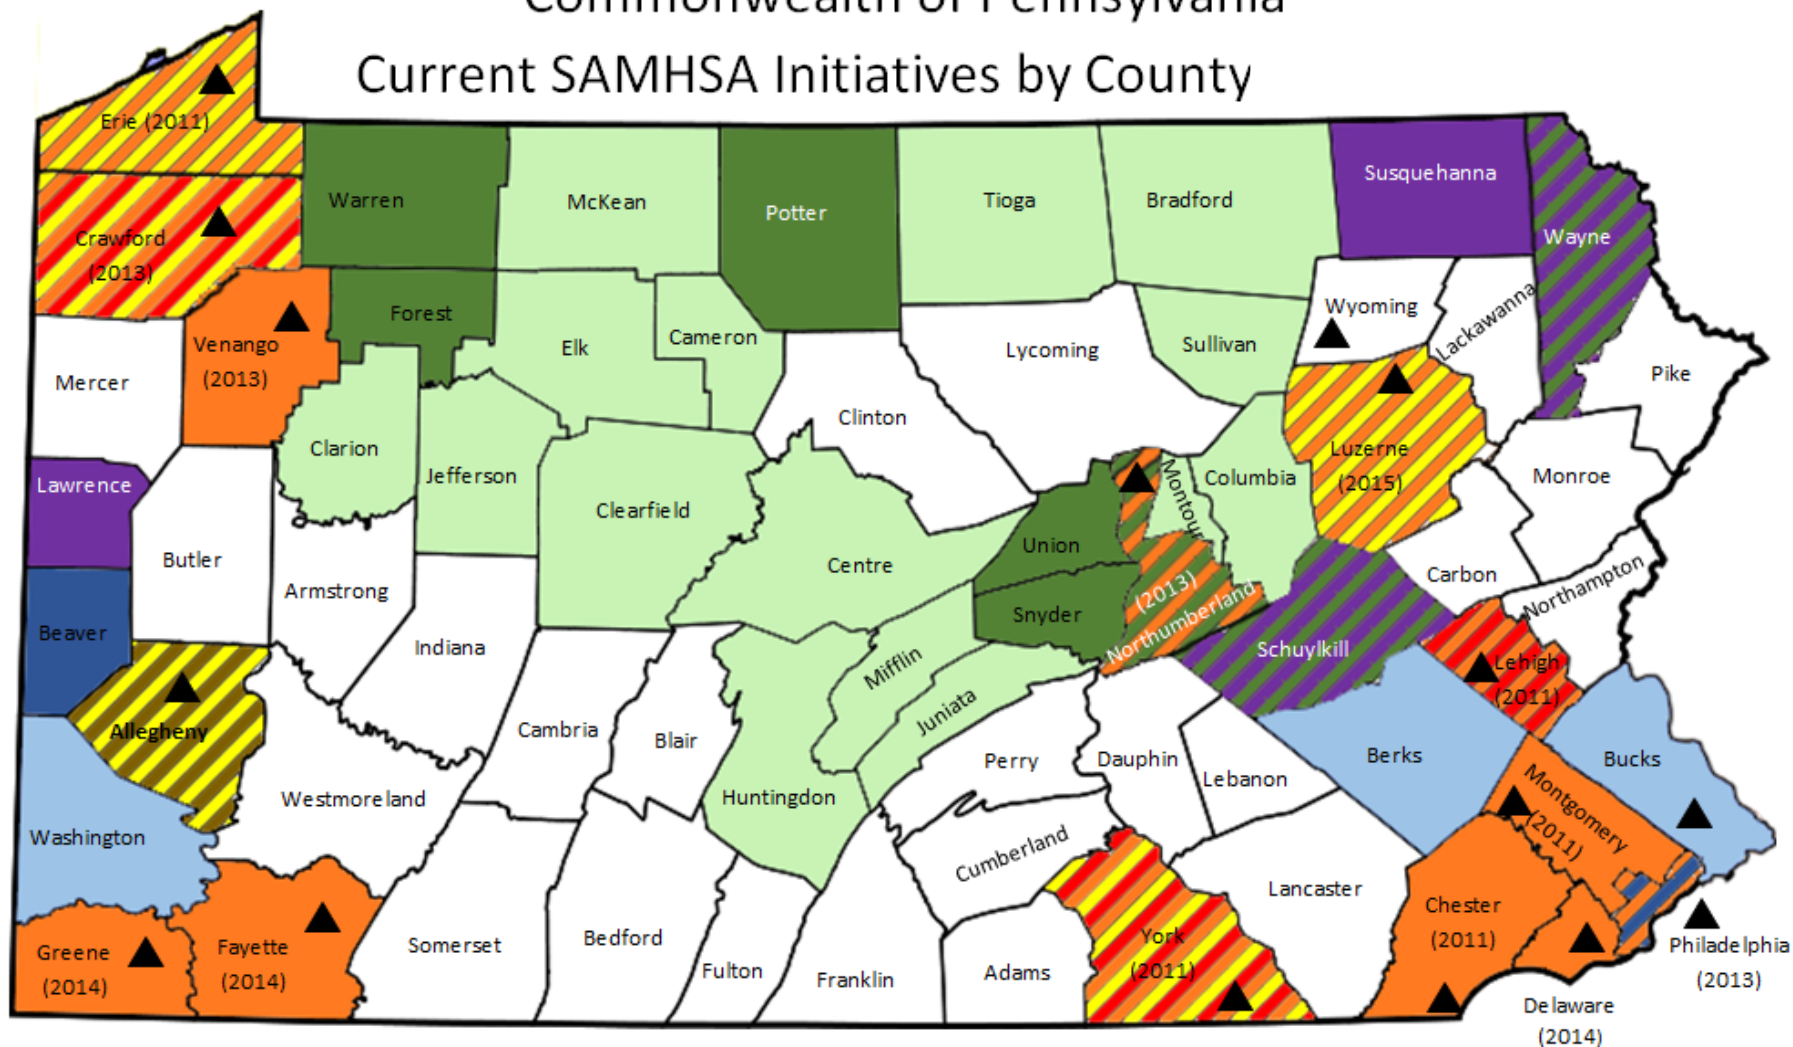 Commonwealth of Pennsylvania
Current SAMHSA Initiatives by County
Erie (2011)
Crawford
(2013)
Warren
McKean
Potter
Tioga
Bradford
Susquehanna
Wayne
Forest
Venango
(2013)
Mercer
Elk
Cameron
Clinton
Lycoming
Sullivan
Wyoming
Lackawanna
Pike
Luzerne
(2015)
Monroe
Lawrence
Butler
Clarion
Jefferson
Clearfield
Centre
Union
Snyder
Montour
Columbia
(2013)
Northumberland
Carbon
Northampton
Schuylkill
Lehigh
(2011)
Beaver
Allegheny
Armstrong
Indiana
Cambria
Blair
Huntingdon
Mifflin
Juniata
Perry
Dauphin
Lebanon
Berks
Bucks
Montgomery
(2011)
Washington
Westmoreland
Greene
(2014)
Fayette
(2014)
Somerset
Bedford
Fulton
Franklin
Cumberland
Adams
York
(2011)
Lancaster
Chester
(2011)
Delaware
(2014)
Philadelphia
(2013)